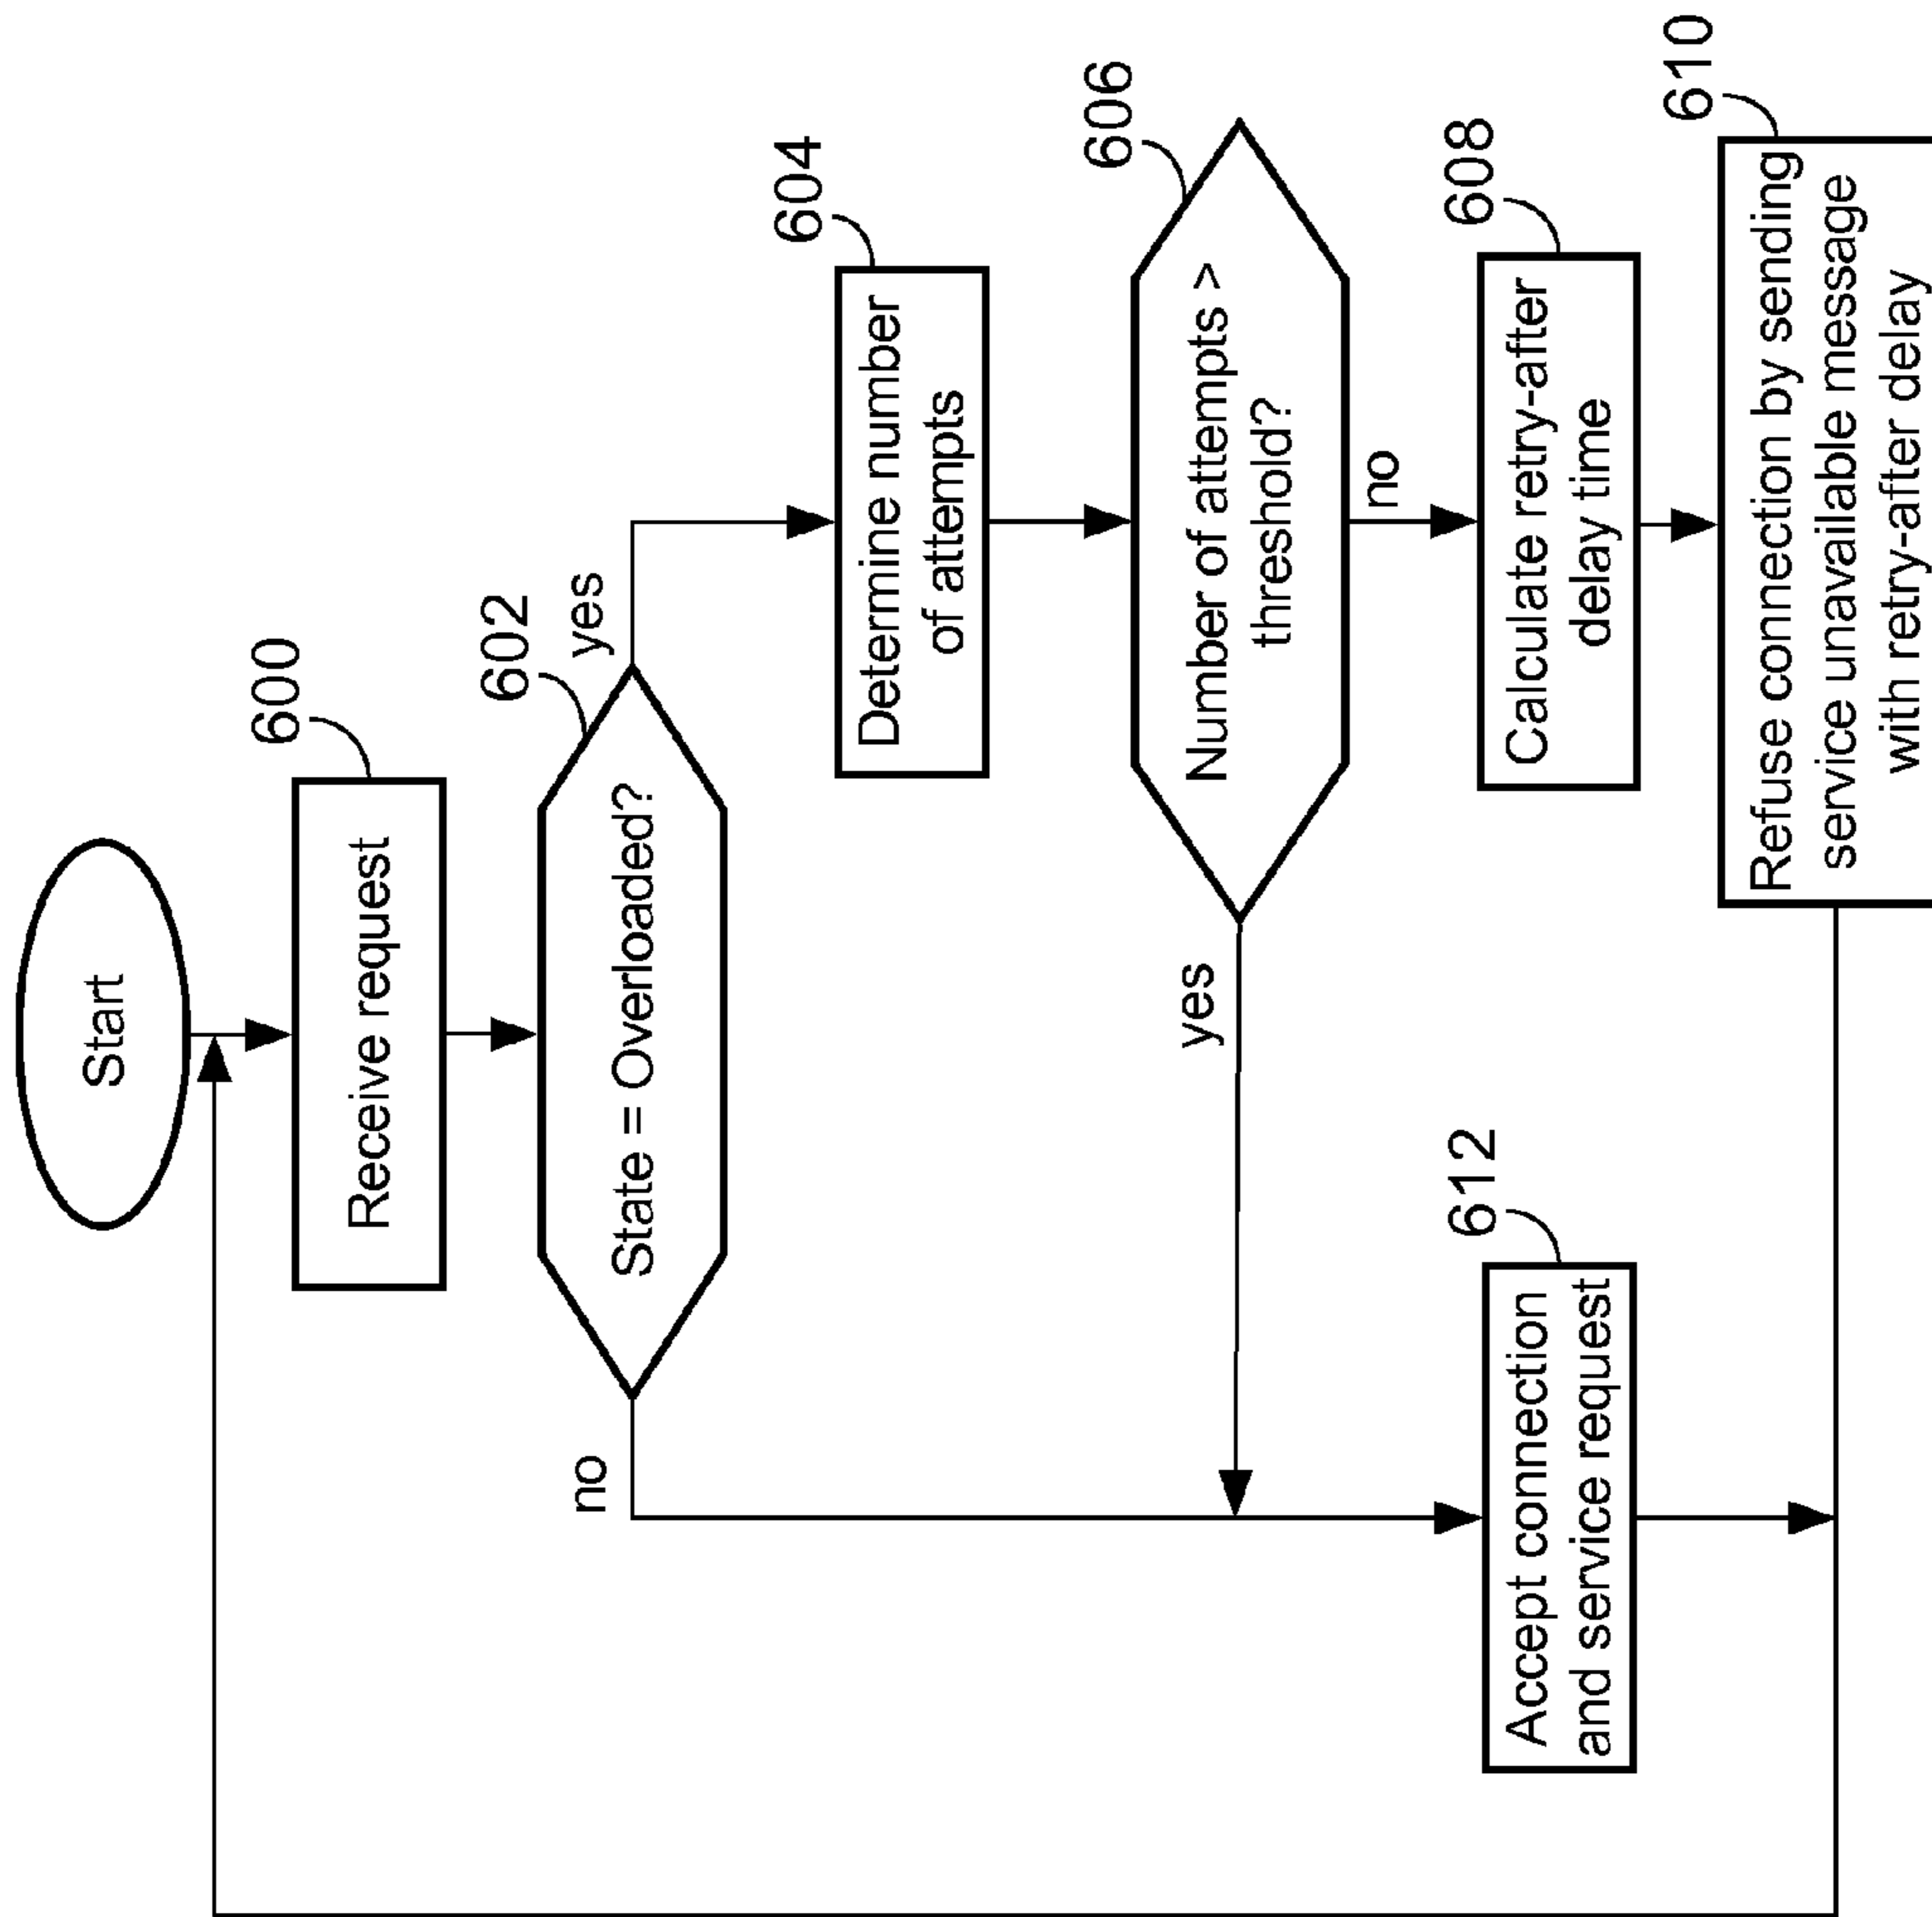 Start
600
Receive request
602
State = Overloaded?
no
yes
604
Determine number
of attempts
606
Number of attempts >
threshold?
yes
no
608
Calculate retry-after
delay time
612
Accept connection
and service request
610
Refuse connection by sending
service unavailable message
with retry-after delay